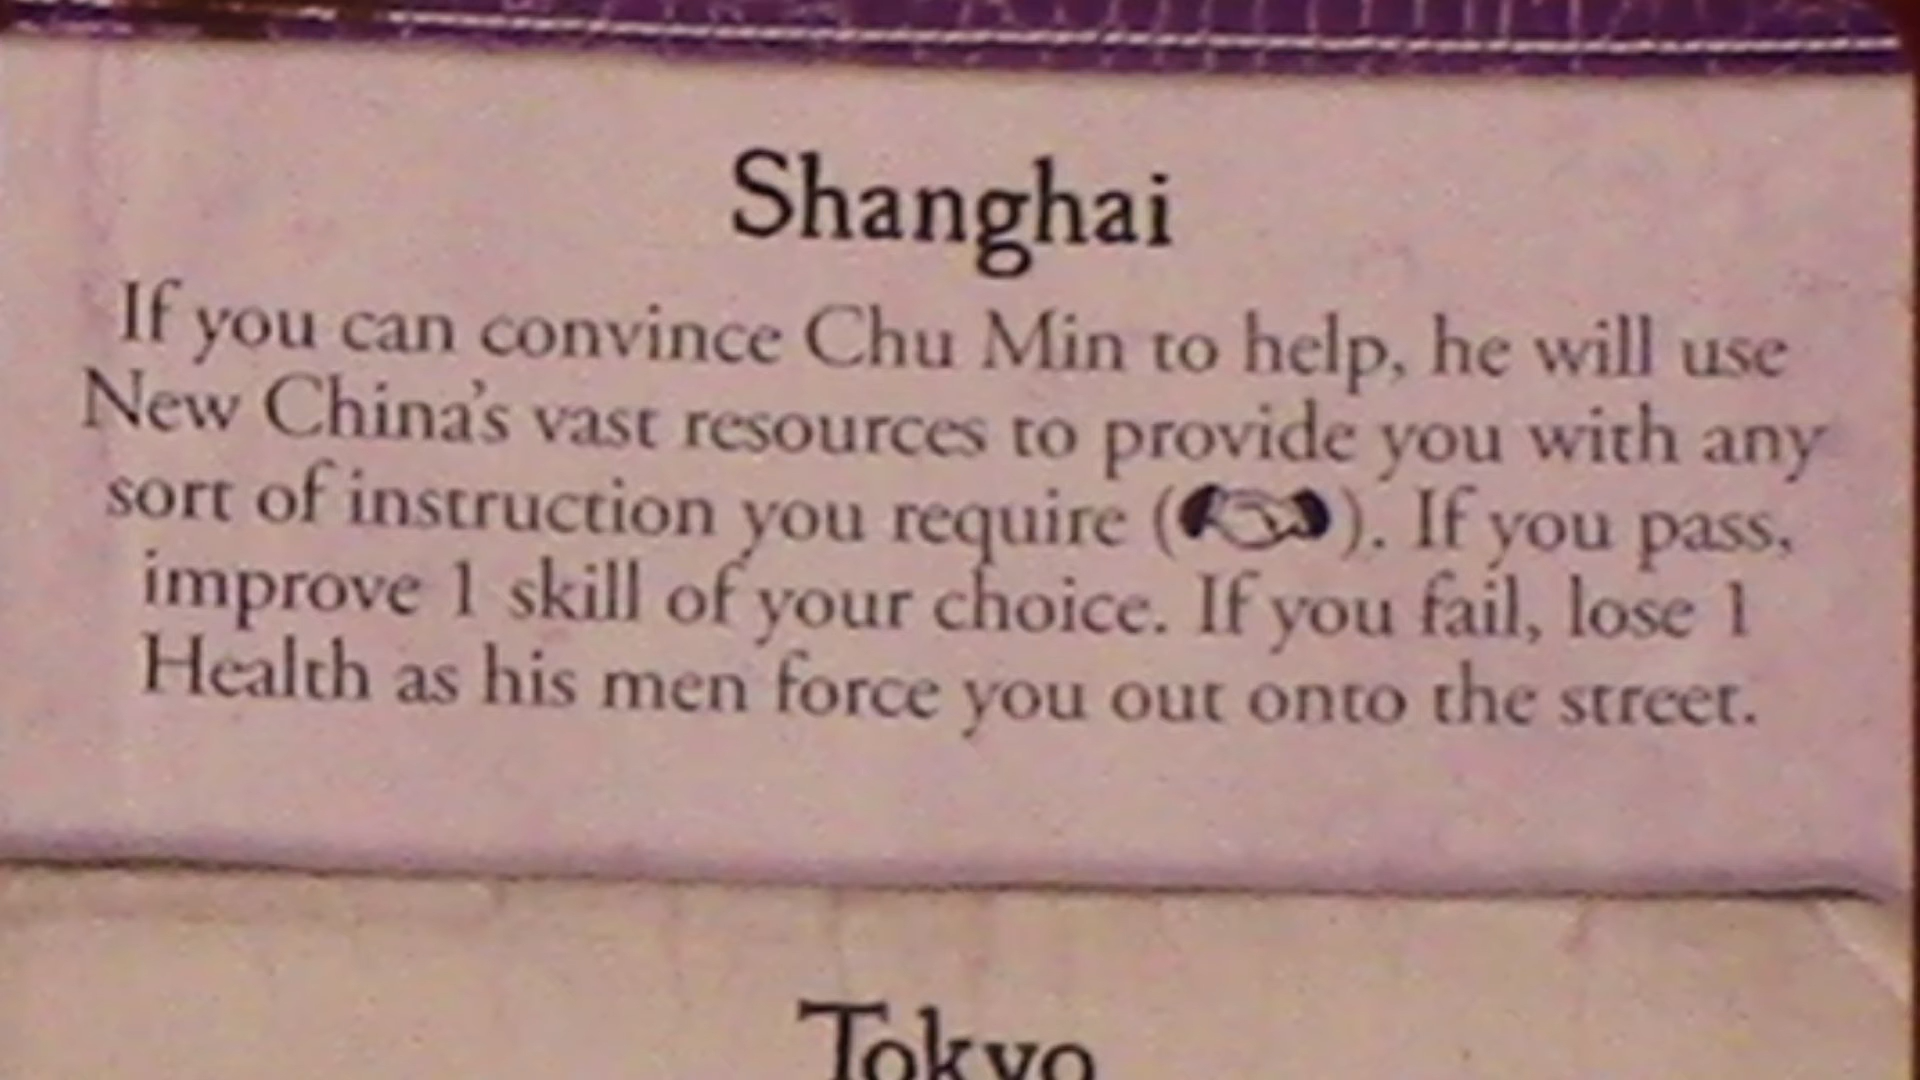 Shanghai
If you can convince Chu Min to help, he will use
New China's vast resources to provide you with any
sort of instruction you require (). If you pass,
improve 1 skill of your choice. If you fail, lose 1
Health as his men force you out onto the street.
Tokyo